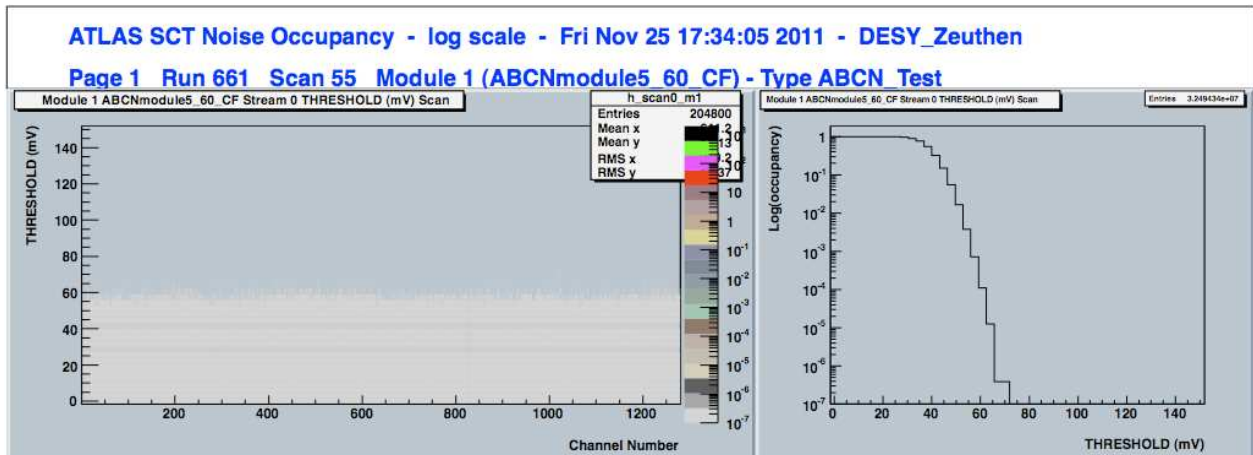 ATLAS SCT Noise Occupancy - log scale - Fri Nov 25 17:34:05 2011 - DESY_Zeuthen
Page 1 Run 661 Scan 55 Module 1 (ABCNmodule5_60_CF) - Type ABCN_Test
Module 1 ABCNmodule5_60_CF Stream 0 THRESHOLD (mV) Scan
h_scan0_m1
Entries 204800
Mean x
Mean y
RMS x
RMS y
THRESHOLD (mV)
140
120
100
80
60
40
20
0
200 400 600 800 1000 1200
Channel Number
10
1
10-1
10-2
10-3
10-4
10-5
10-6
10-7
Module 1 ABCNmodule5_60_CF Stream 0 THRESHOLD (mV) Scan
Entries 3.249434e+07
Log(occupancy)
1
10-1
10-2
10-3
10-4
10-5
10-6
10-7
0 20 40 60 80 100 120 140
THRESHOLD (mV)